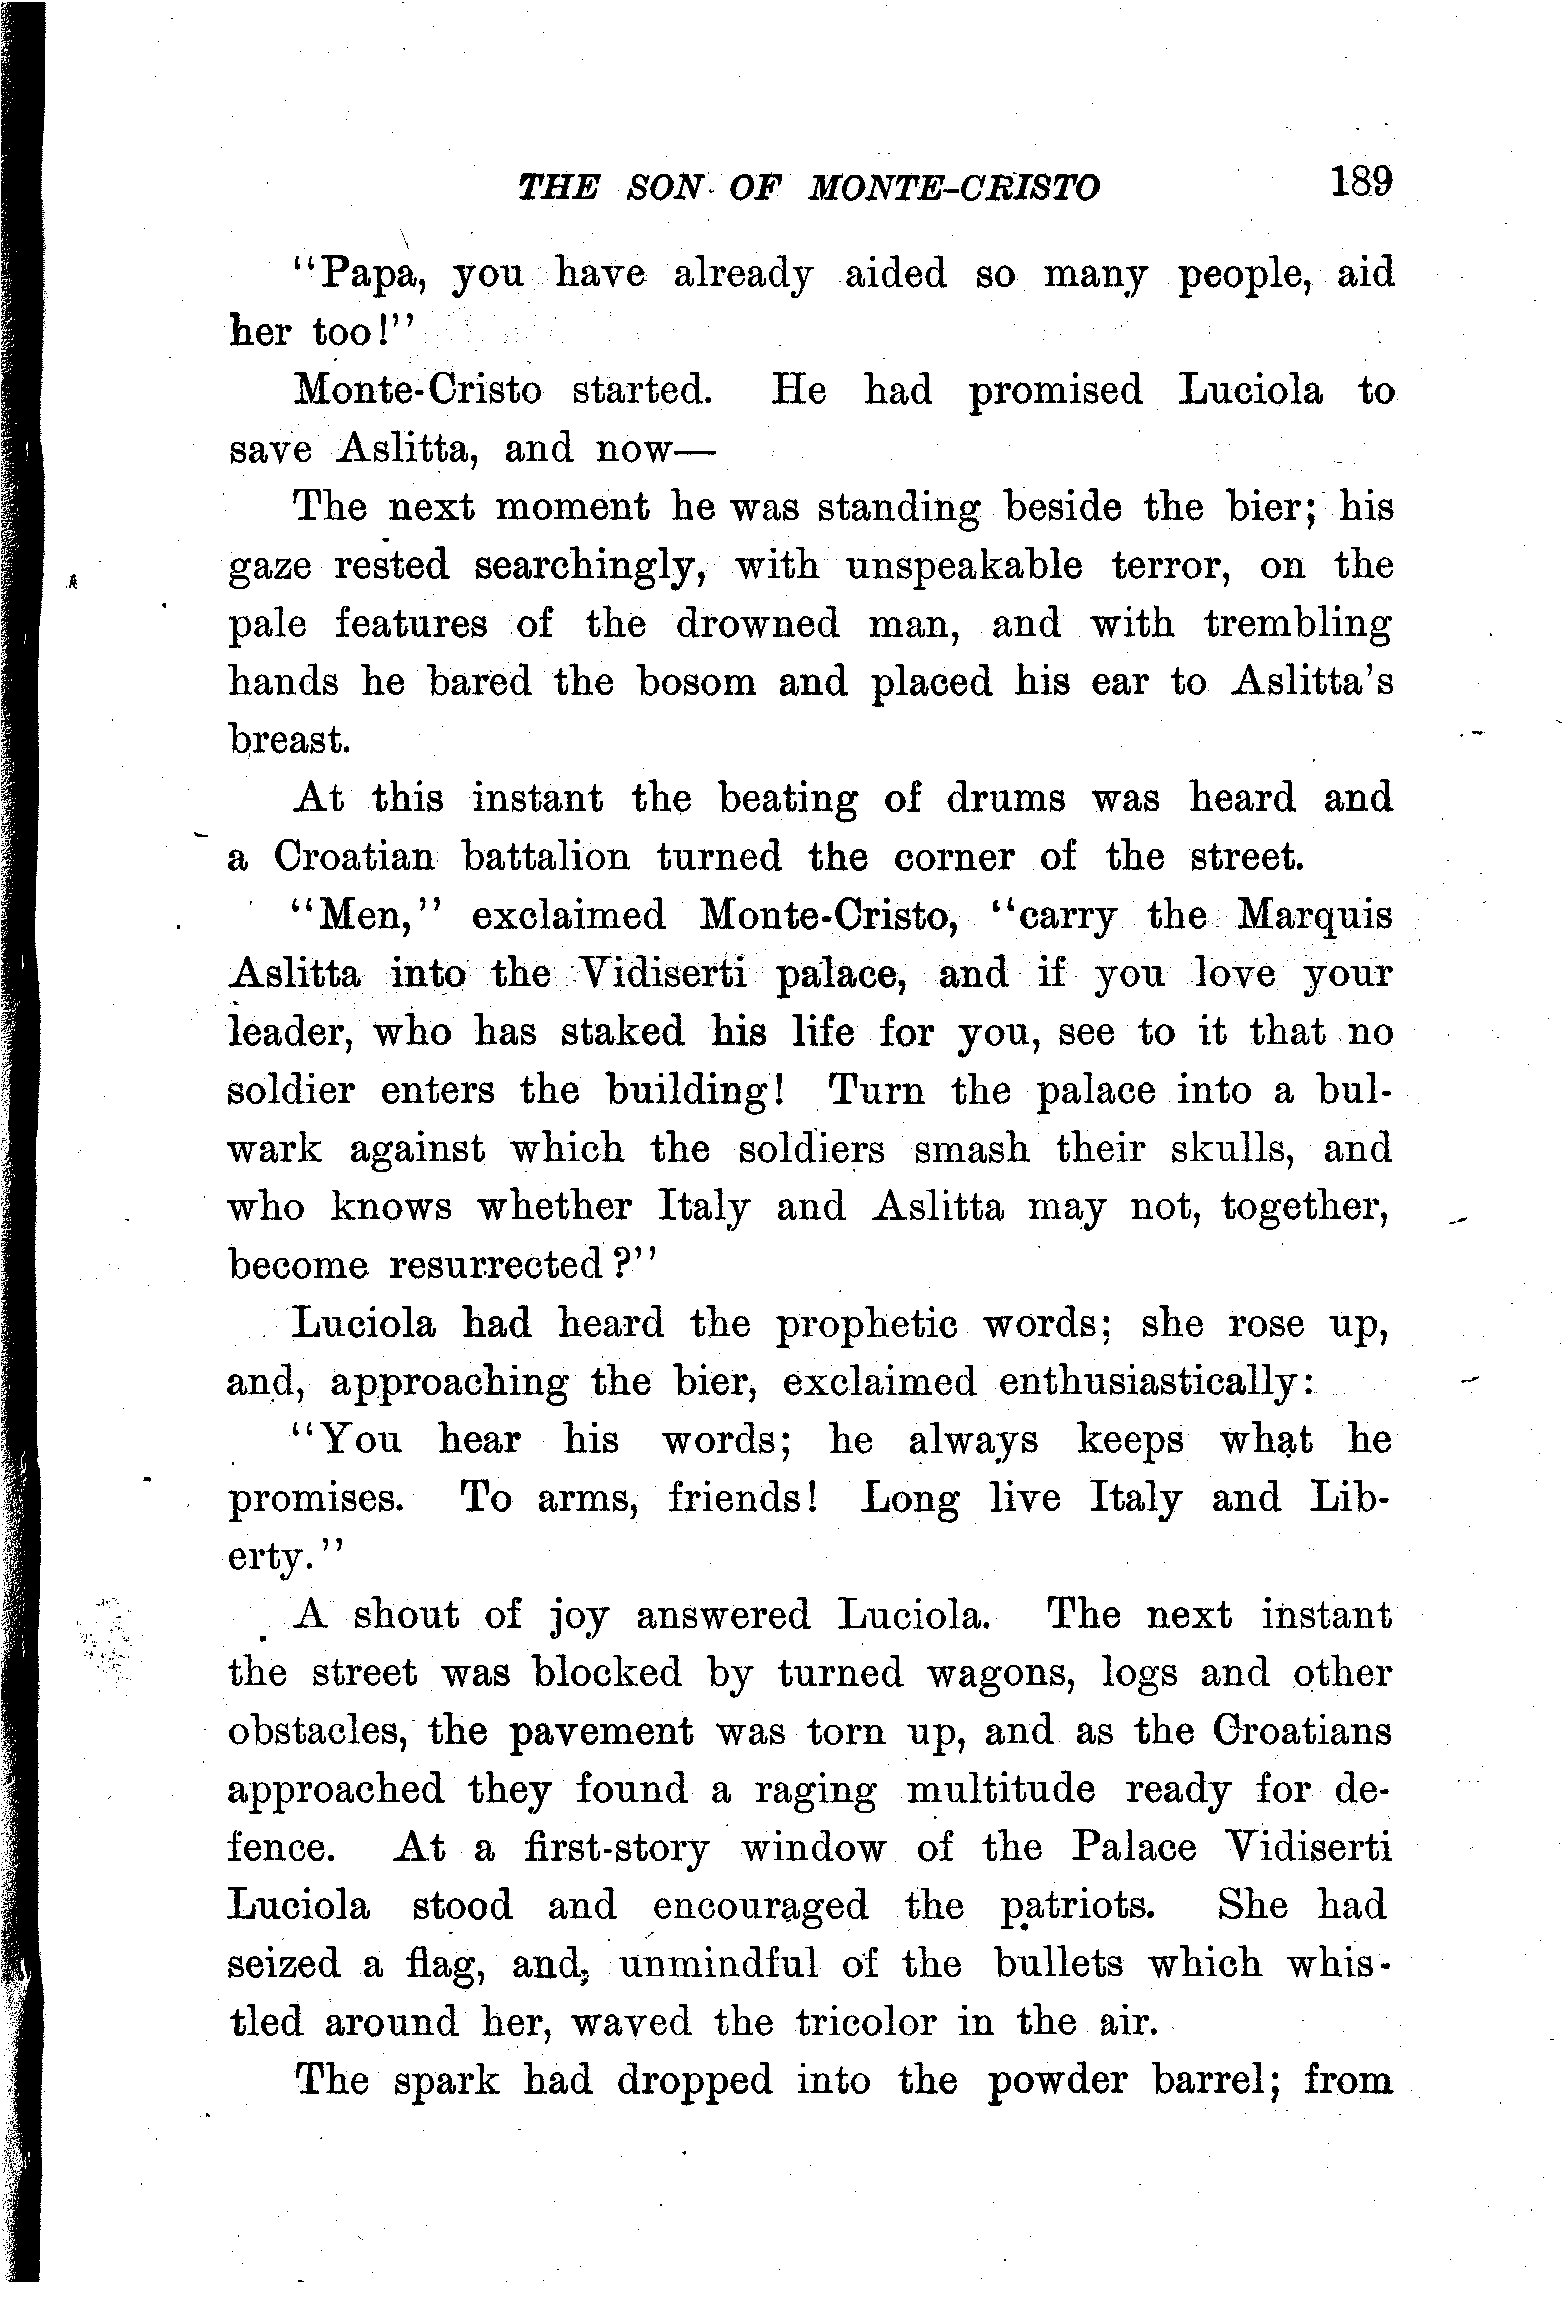 THE SON OF MONTE-CRISTO 189
"Papa, you have already aided so many people, aid
her too!"
Monte-Cristo started. He had promised Luciola to
save Aslitta, and now—
The next moment he was standing beside the bier; his
gaze rested searchingly, with unspeakable terror, on the
pale features of the drowned man, and with trembling
hands he bared the bosom and placed his ear to Aslitta's
breast.
At this instant the beating of drums was heard and
a Croatian battalion turned the corner of the street.
"Men," exclaimed Monte-Cristo, "carry the Marquis
Aslitta into the Vidiserti palace, and if you love your
leader, who has staked his life for you, see to it that no
soldier enters the building! Turn the palace into a bul-
wark against which the soldiers smash their skulls, and
who knows whether Italy and Aslitta may not, together,
become resurrected?"
Luciola had heard the prophetic words; she rose up,
and, approaching the bier, exclaimed enthusiastically:
"You hear his words; he always keeps what he
promises. To arms, friends! Long live Italy and Lib-
erty."
A shout of joy answered Luciola. The next instant
the street was blocked by turned wagons, logs and other
obstacles, the pavement was torn up, and as the Croatians
approached they found a raging multitude ready for de-
fence. At a first-story window of the Palace Vidiserti
Luciola stood and encouraged the patriots. She had
seized a flag, and, unmindful of the bullets which whis-
tled around her, waved the tricolor in the air.
The spark had dropped into the powder barrel; from